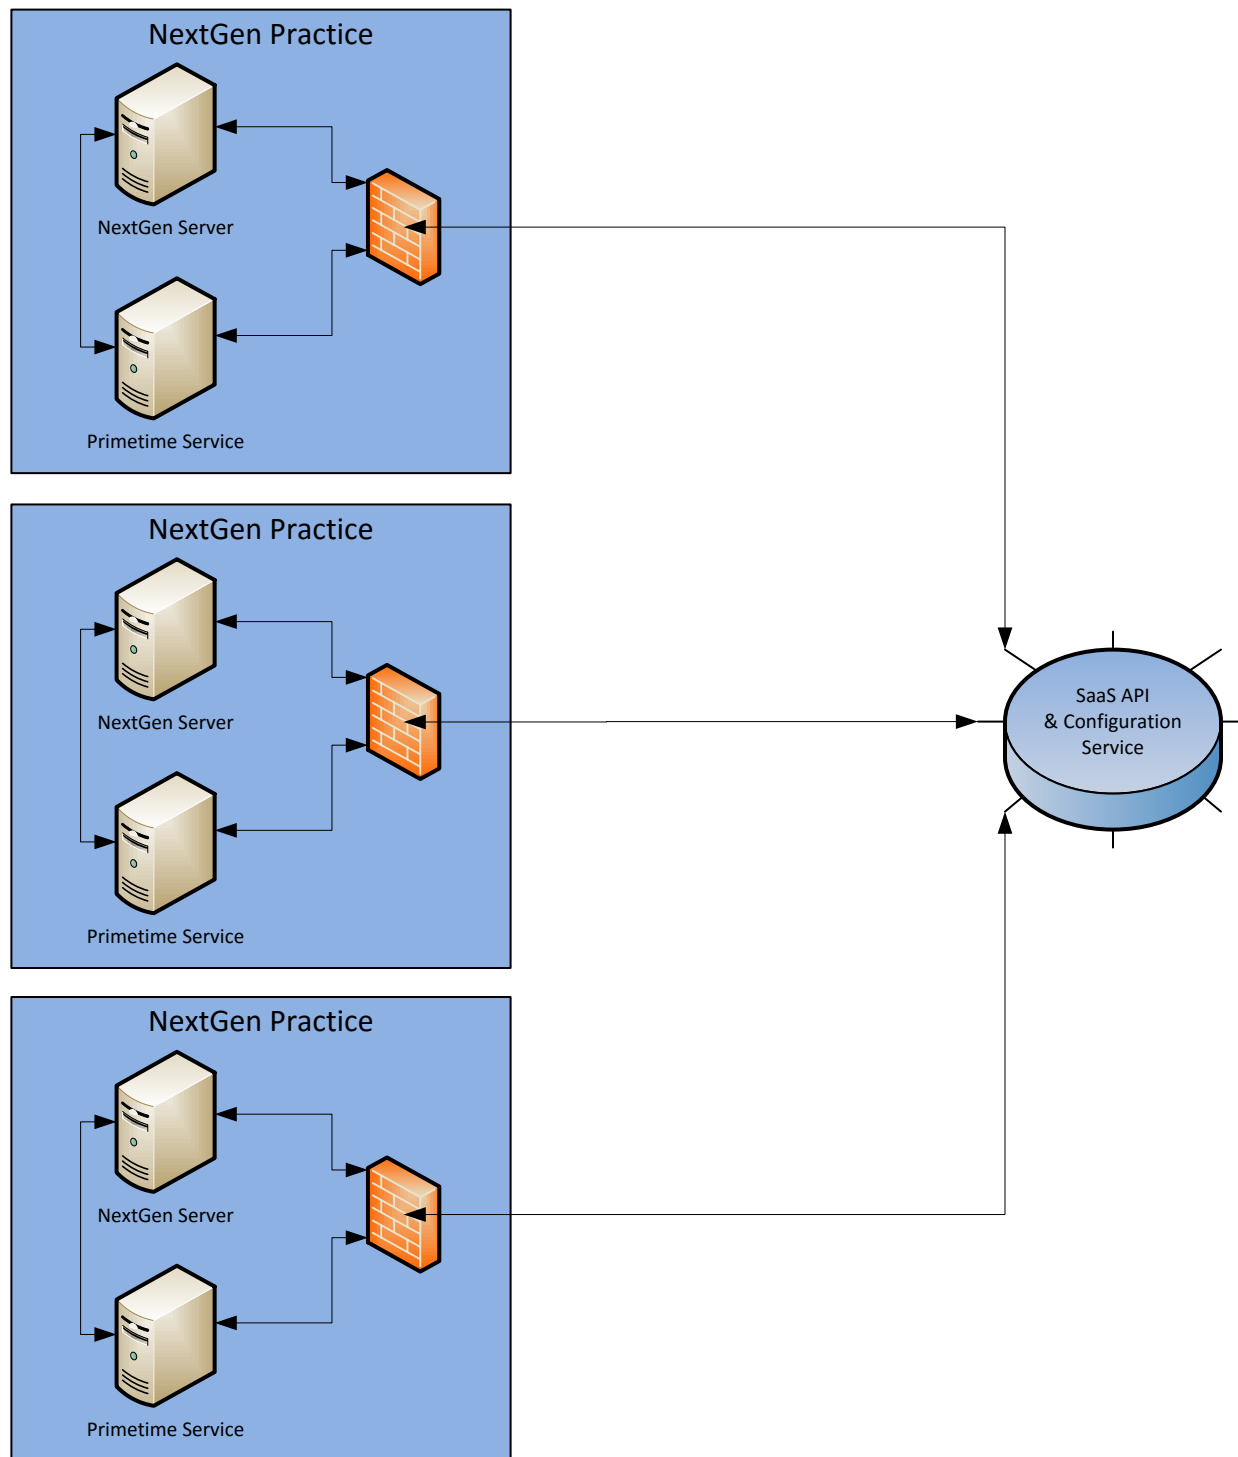 NextGen Practice
NextGen Server
Primetime Service
NextGen Practice
NextGen Server
Primetime Service
NextGen Practice
NextGen Server
Primetime Service
SaaS API
& Configuration
Service